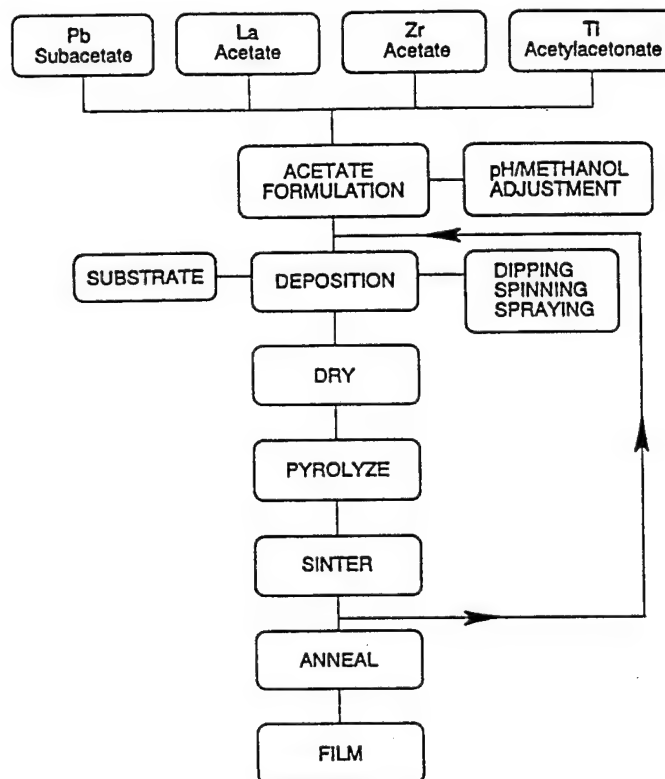 Pb
Subacetate
La
Acetate
Zr
Acetate
Ti
Acetylacetonate
ACETATE
FORMULATION
pH/METHANOL
ADJUSTMENT
SUBSTRATE
DEPOSITION
DIPPING
SPINNING
SPRAYING
DRY
PYROLYZE
SINTER
ANNEAL
FILM